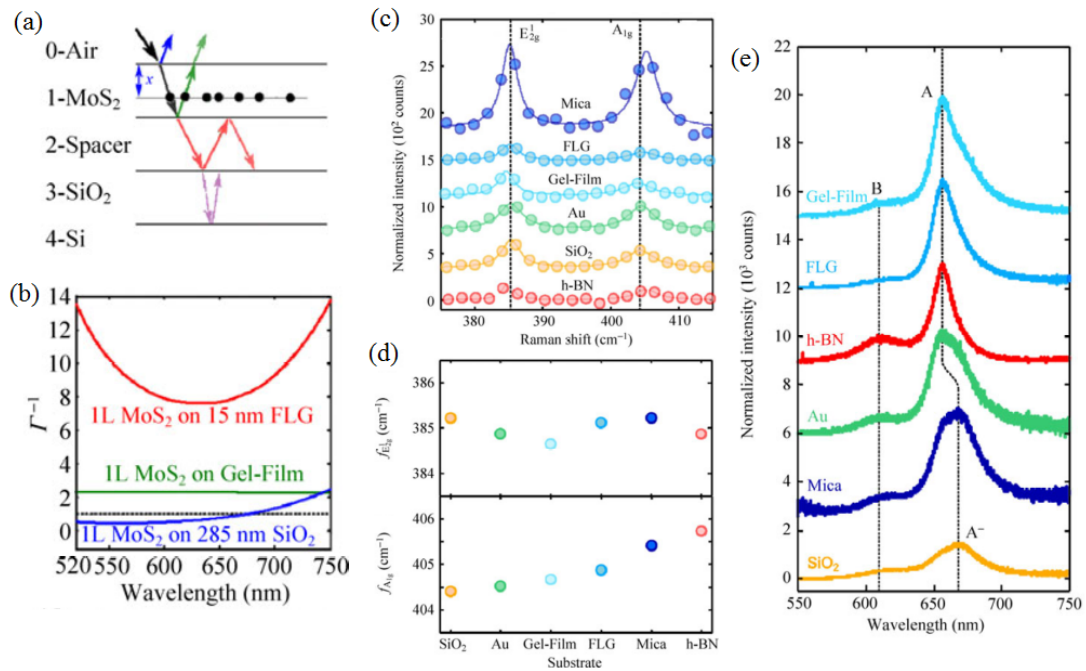 (a)
0-Air
x
1-MoS₂
2-Spacer
3-SiO₂
4-Si
(b)
14
12
10
8
6
4
2
0
Γ⁻¹
1L MoS₂ on 15 nm FLG
1L MoS₂ on Gel-Film
1L MoS₂ on 285 nm SiO₂
520 550 600 650 700 750
Wavelength (nm)
(c)
30
25
20
15
10
5
0
Normalized intensity (10² counts)
E¹₂g
A₁g
Mica
FLG
Gel-Film
Au
SiO₂
h-BN
380 390 400 410
Raman shift (cm⁻¹)
(d)
386
385
384
f E¹₂g (cm⁻¹)
406
405
404
f A₁g (cm⁻¹)
SiO₂ Au Gel-Film FLG Mica h-BN
Substrate
(e)
22
20
18
16
14
12
10
8
6
4
2
0
Normalized intensity (10³ counts)
A
B
Gel-Film
FLG
h-BN
Au
Mica
A⁻
SiO₂
550 600 650 700 750
Wavelength (nm)